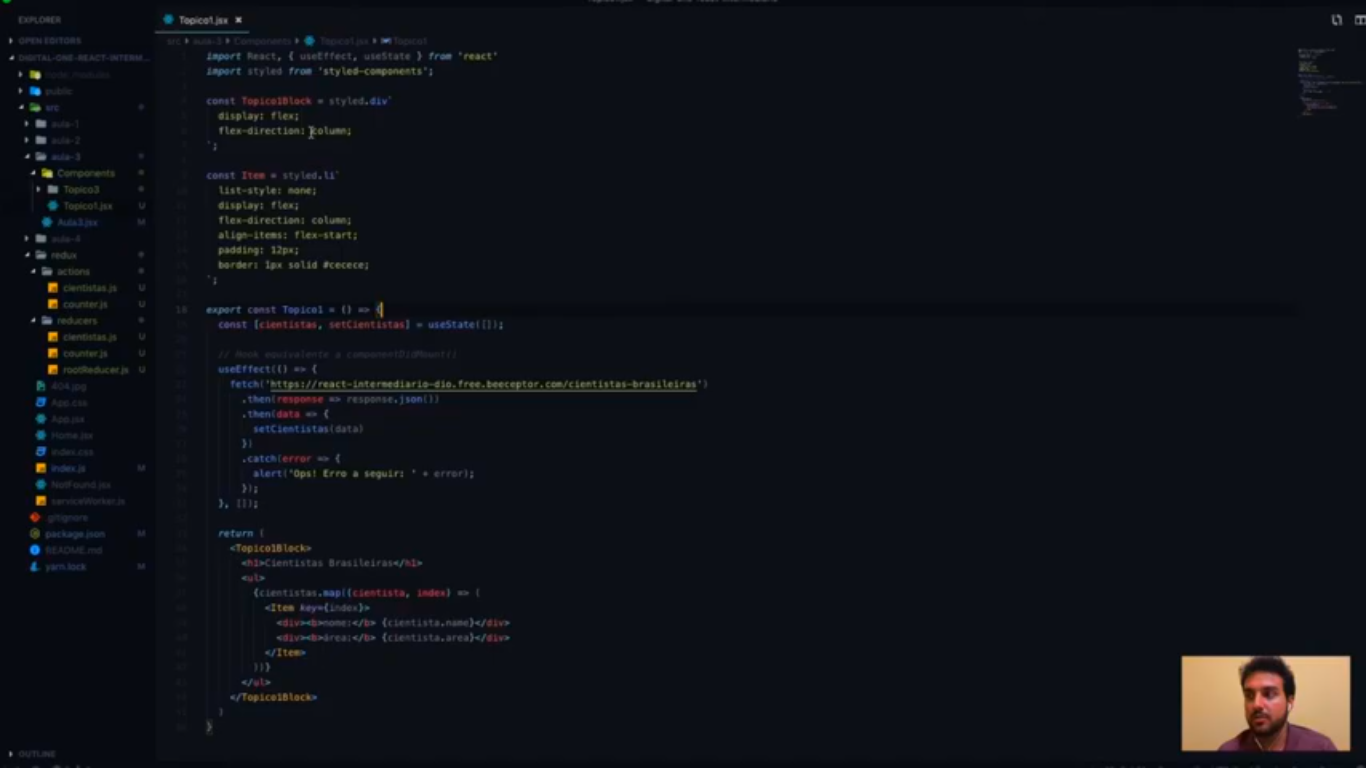 EXPLORER
OPEN EDITORS
DIGITAL-ONE-REACT-INTERM...
node_modules
public
src
aula-1
aula-2
aula-3
Components
Topico3
Topico1.jsx U
Aula3.jsx M
aula-4
redux
actions
cientistas.js U
counter.js U
reducers
cientistas.js U
counter.js U
rootReducer.js U
404.jpg
App.css
App.jsx
Home.jsx
index.css
index.js M
NotFound.jsx
serviceWorker.js
.gitignore
package.json M
README.md
yarn.lock M
OUTLINE
Topico1.jsx ×
src > aula-3 > Components > Topico1.jsx > Topico1
import React, { useEffect, useState } from 'react'
import styled from 'styled-components';
const Topico1Block = styled.div`
display: flex;
flex-direction: column;
`;
const Item = styled.li`
list-style: none;
display: flex;
flex-direction: column;
align-items: flex-start;
padding: 12px;
border: 1px solid #cecece;
`;
18 export const Topico1 = () => {
const [cientistas, setCientistas] = useState([]);
// Hook equivalente a componentDidMount()
useEffect(() => {
fetch('https://react-intermediario-dio.free.beeceptor.com/cientistas-brasileiras')
.then(response => response.json())
.then(data => {
setCientistas(data)
})
.catch(error => {
alert('Ops! Erro a seguir: ' + error);
});
}, []);
return (
<Topico1Block>
<h1>Cientistas Brasileiras</h1>
<ul>
{cientistas.map((cientista, index) => (
<Item key={index}>
<div><b>nome:</b> {cientista.name}</div>
<div><b>área:</b> {cientista.area}</div>
</Item>
))}
</ul>
</Topico1Block>
)
}